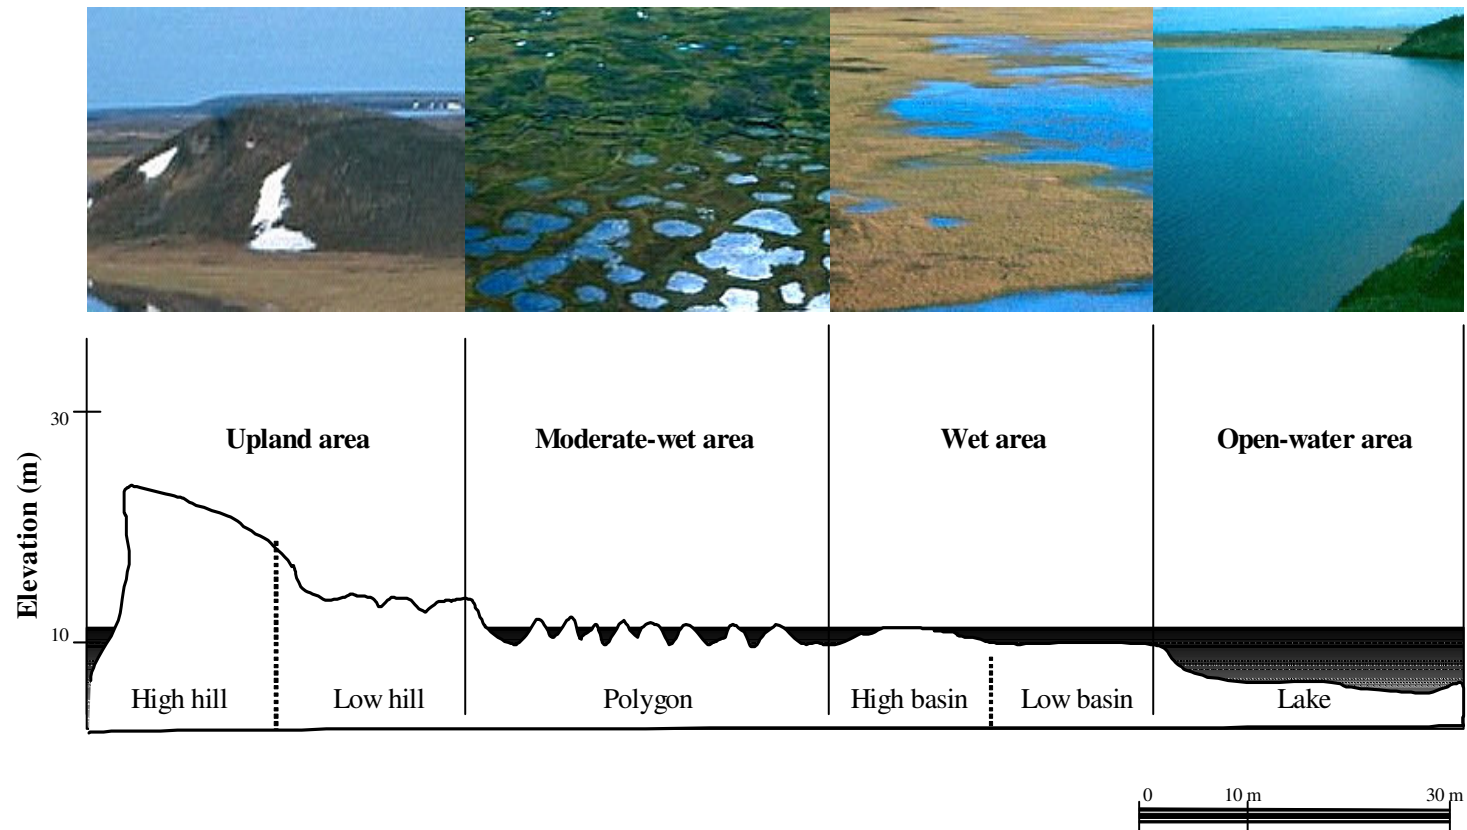 30
Upland area
Moderate-wet area
Wet area
Open-water area
Elevation (m)
10
High hill
Low hill
Polygon
High basin
Low basin
Lake
0
10 m
30 m